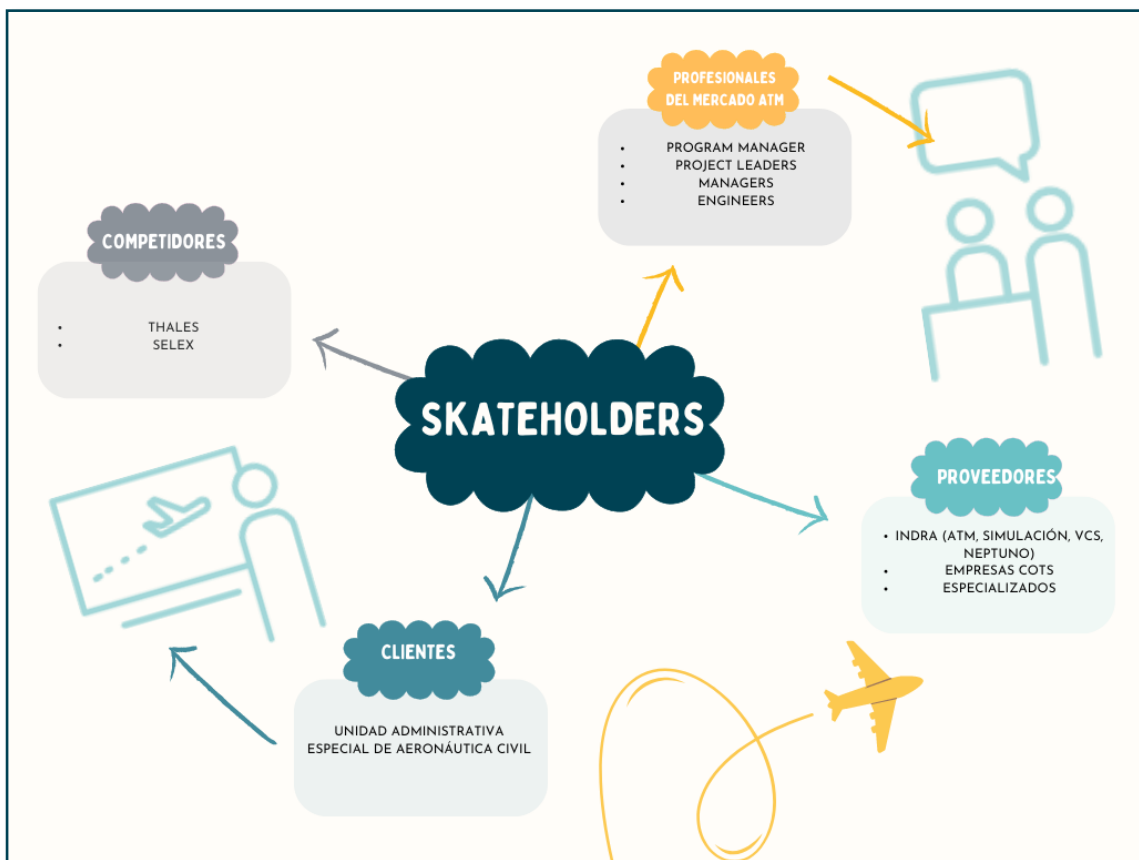 PROFESIONALES
DEL MERCADO ATM
• PROGRAM MANAGER
• PROJECT LEADERS
• MANAGERS
• ENGINEERS
COMPETIDORES
• THALES
• SELEX
SKATEHOLDERS
PROVEEDORES
• INDRA (ATM, SIMULACIÓN, VCS,
NEPTUNO)
• EMPRESAS COTS
• ESPECIALIZADOS
CLIENTES
UNIDAD ADMINISTRATIVA
ESPECIAL DE AERONÁUTICA CIVIL